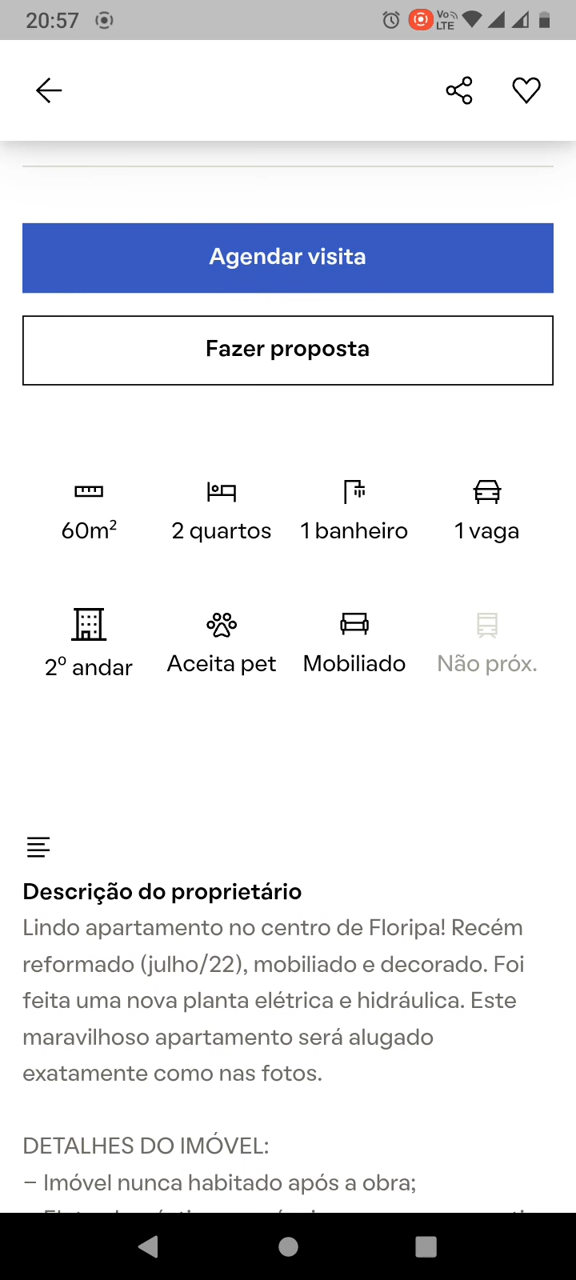 20:57
Vo
LTE
Agendar visita
Fazer proposta
60m² 2 quartos 1 banheiro 1 vaga
2º andar Aceita pet Mobiliado Não próx.
Descrição do proprietário
Lindo apartamento no centro de Floripa! Recém
reformado (julho/22), mobiliado e decorado. Foi
feita uma nova planta elétrica e hidráulica. Este
maravilhoso apartamento será alugado
exatamente como nas fotos.
DETALHES DO IMÓVEL:
– Imóvel nunca habitado após a obra;